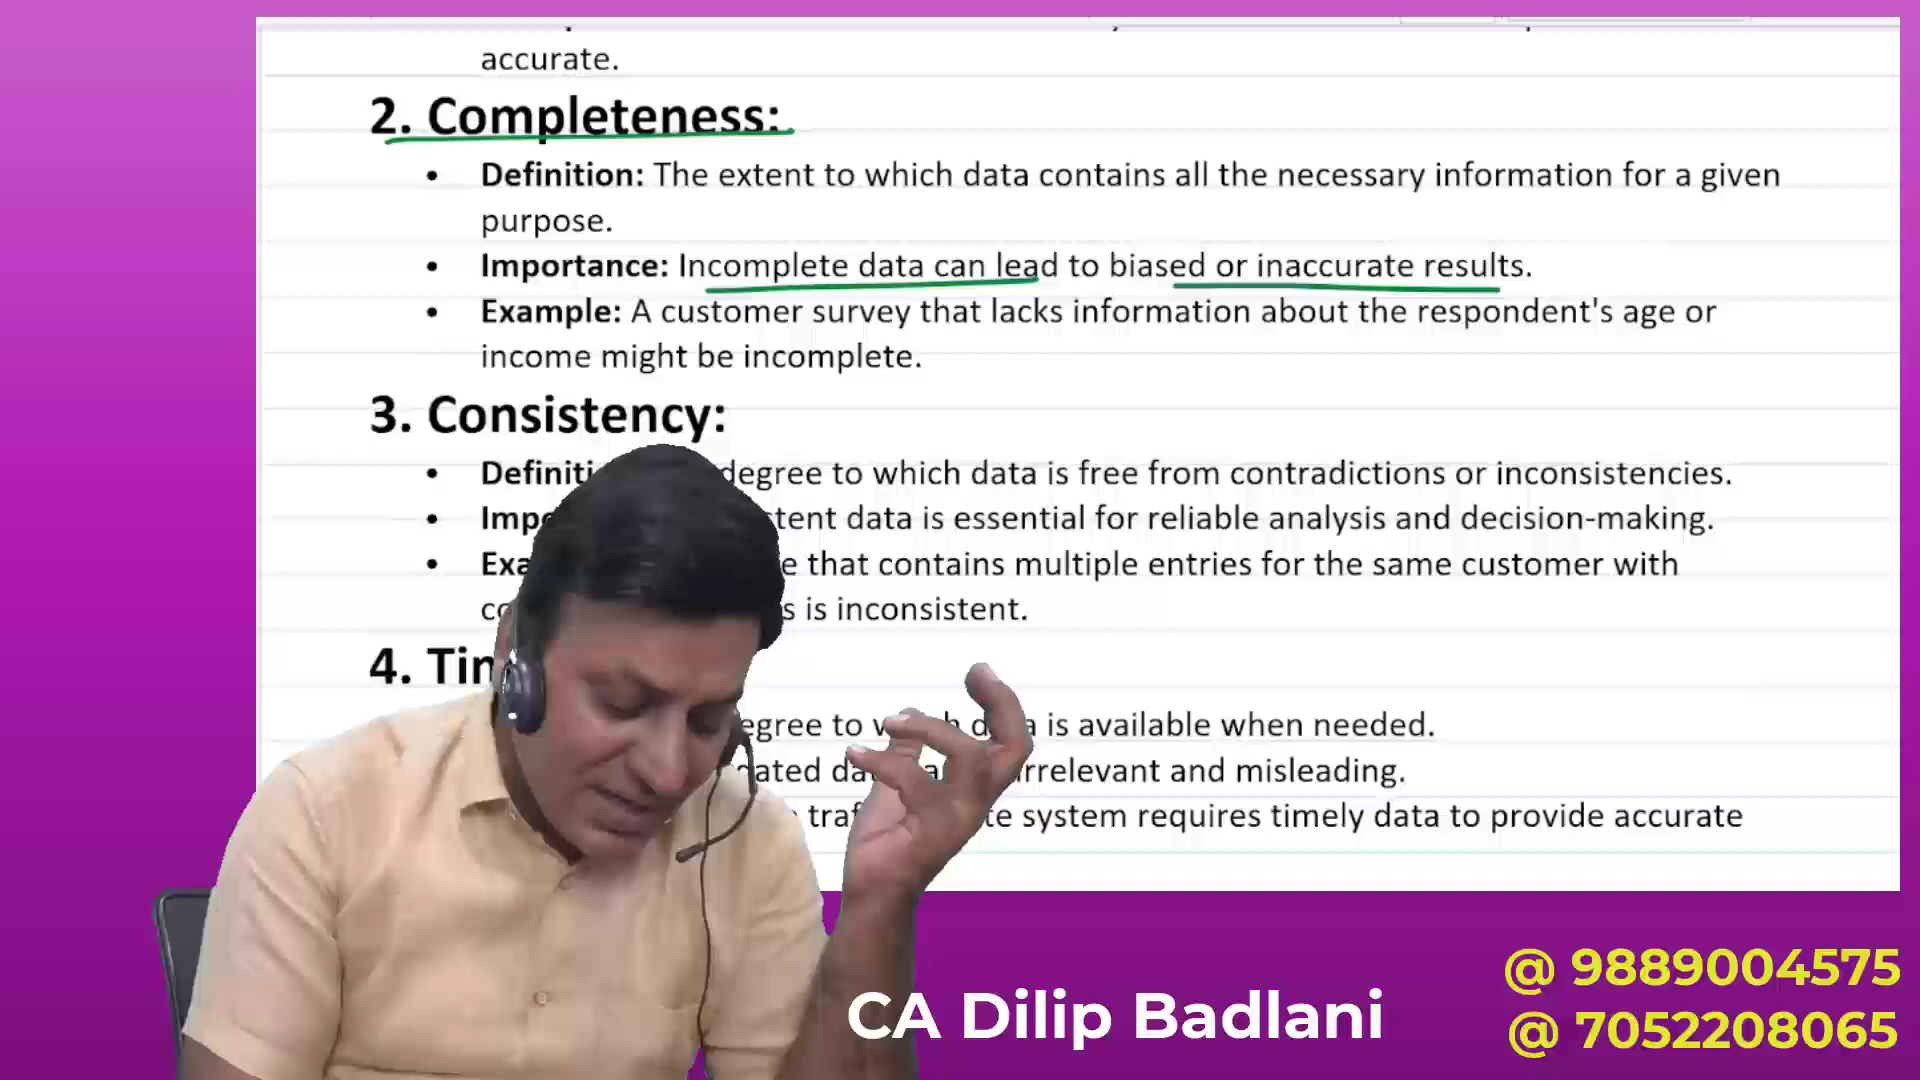 accurate.
2. Completeness:
• Definition: The extent to which data contains all the necessary information for a given
purpose.
• Importance: Incomplete data can lead to biased or inaccurate results.
• Example: A customer survey that lacks information about the respondent's age or
income might be incomplete.
3. Consistency:
• degree to which data is free from contradictions or inconsistencies.
• data is essential for reliable analysis and decision-making.
• that contains multiple entries for the same customer with
is inconsistent.
4.
to which data is available when needed.
irrelevant and misleading.
system requires timely data to provide accurate
CA Dilip Badlani
@ 9889004575
@ 7052208065